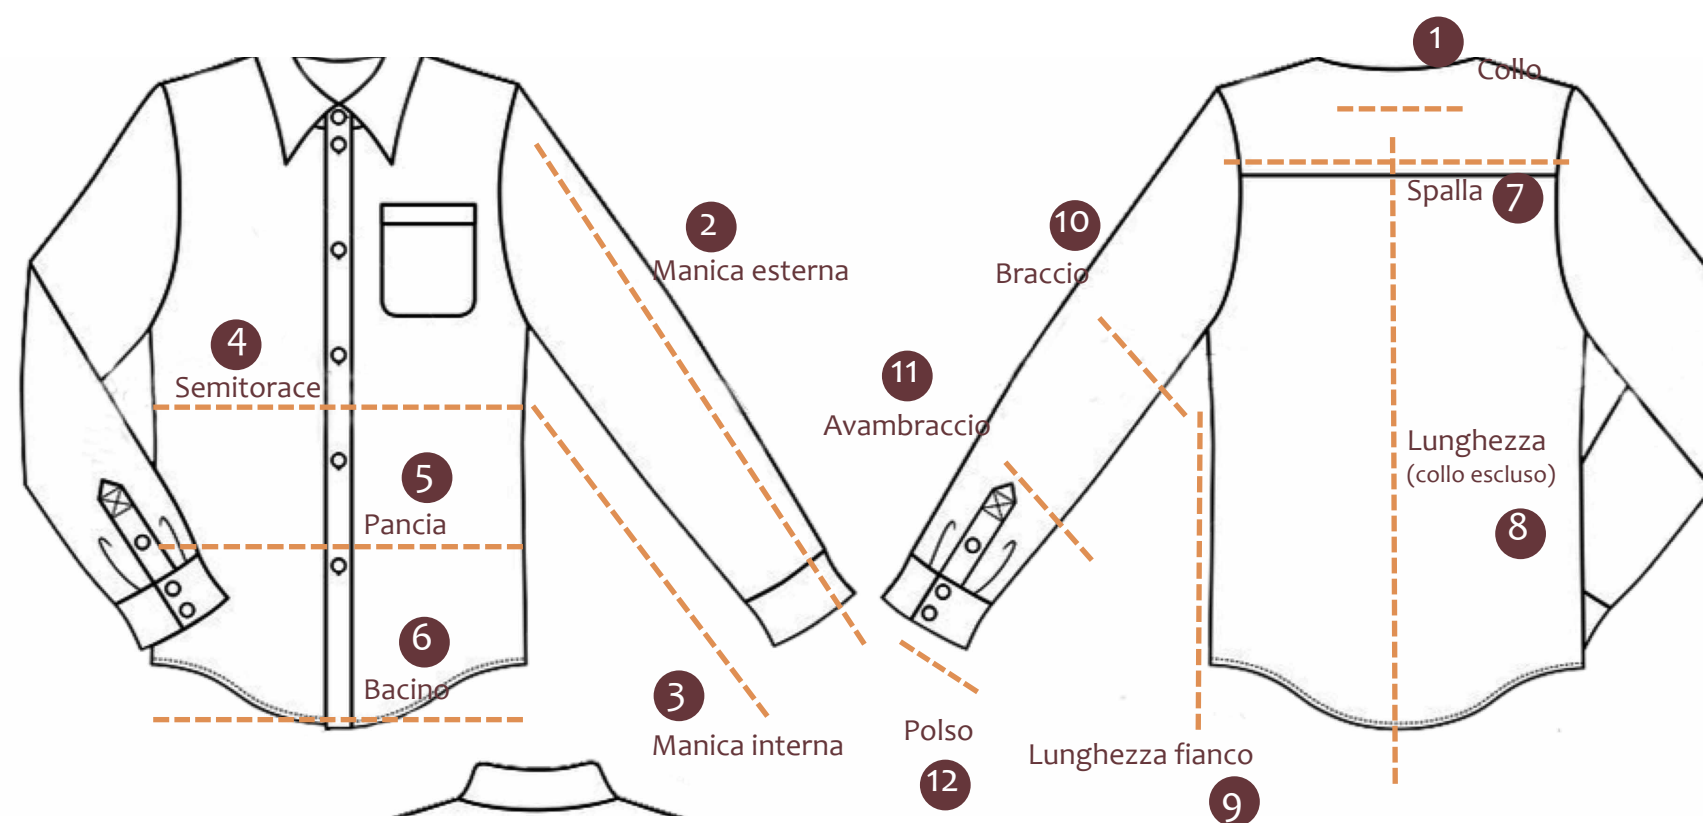 1
Collo
2
Manica esterna
10
Braccio
Spalla 7
4
Semitorace
11
Avambraccio
5
Pancia
Lunghezza
(collo escluso)
8
6
Bacino
3
Manica interna
Polso
12
Lunghezza fianco
9